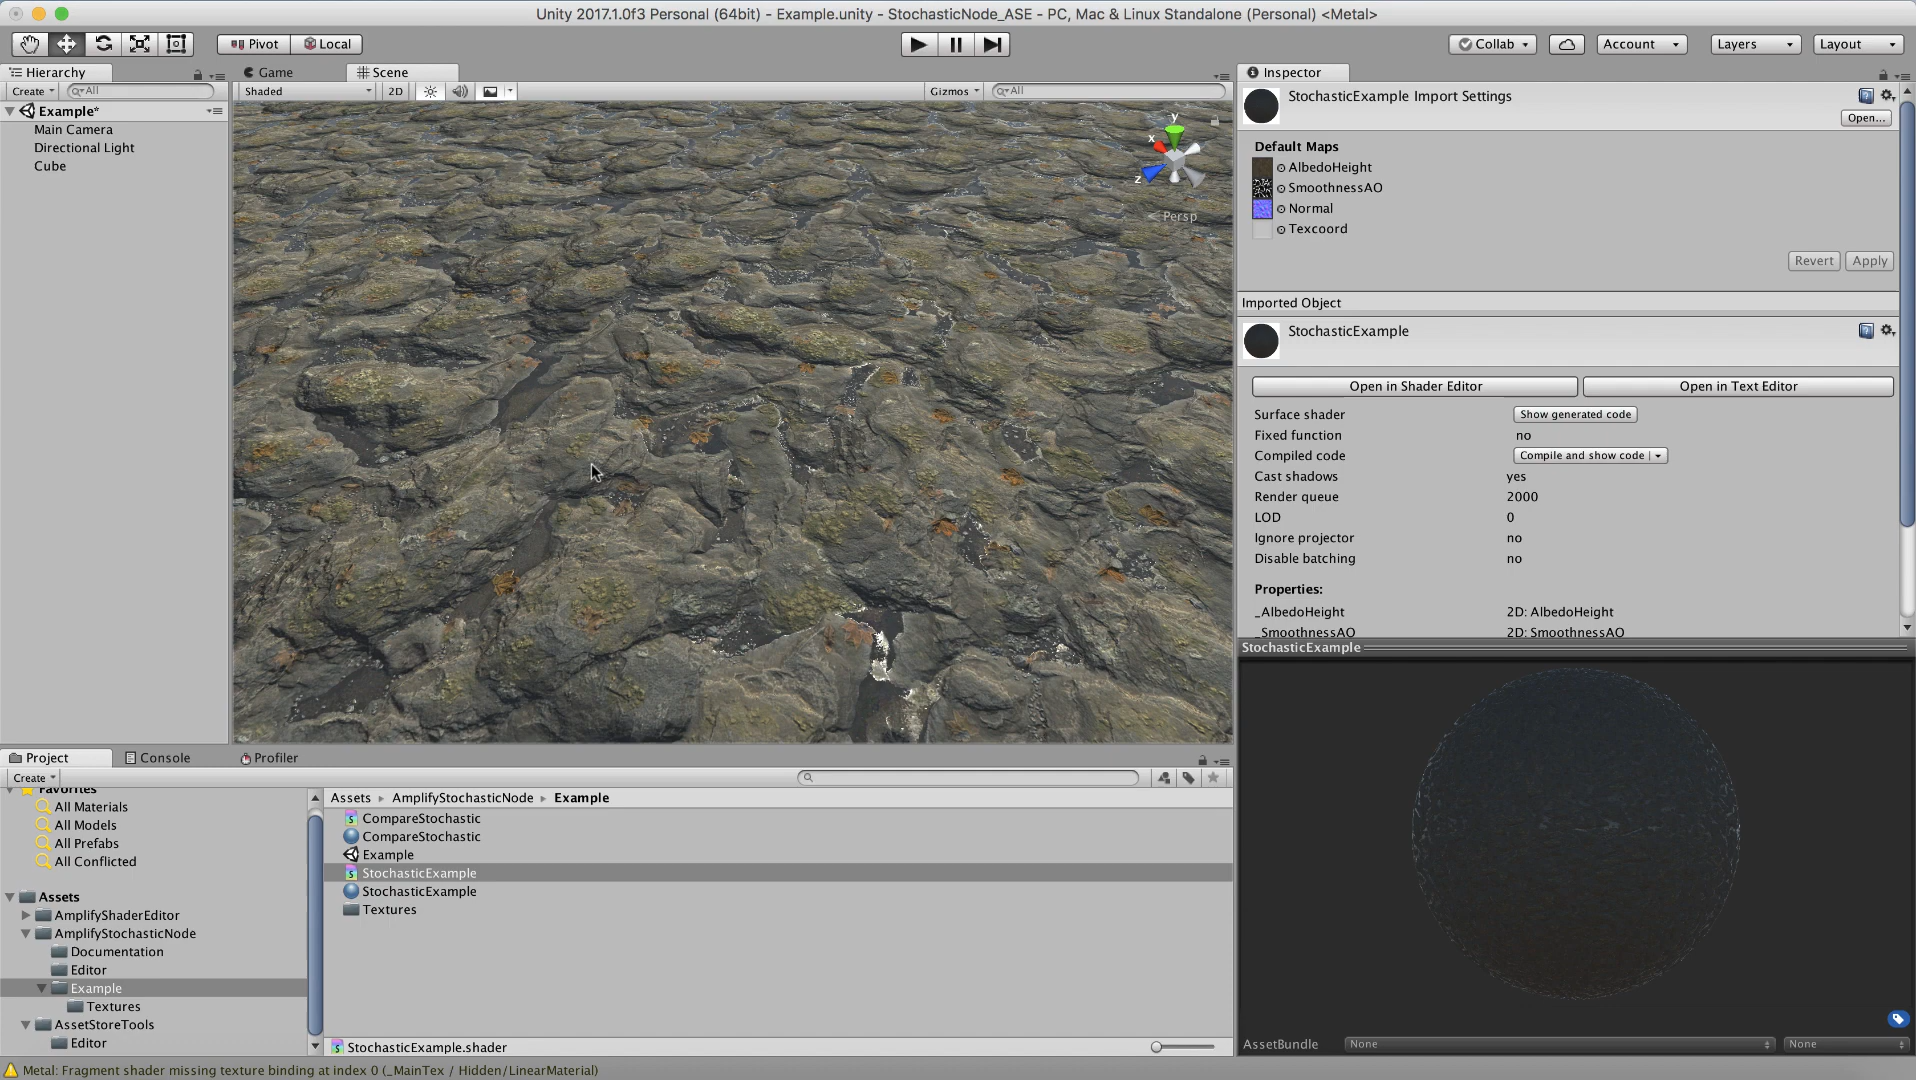 Unity 2017.1.0f3 Personal (64bit) - Example.unity - StochasticNode_ASE - PC, Mac & Linux Standalone (Personal) <Metal>
Pivot Local Collab Account Layers Layout
Hierarchy Game Scene Inspector
Create All Shaded 2D Gizmos All
Example*
Main Camera
Directional Light
Cube
y
x
z
Persp
StochasticExample Import Settings
Open...
Default Maps
AlbedoHeight
SmoothnessAO
Normal
Texcoord
Revert Apply
Imported Object
StochasticExample
Open in Shader Editor Open in Text Editor
Surface shader Show generated code
Fixed function no
Compiled code Compile and show code
Cast shadows yes
Render queue 2000
LOD 0
Ignore projector no
Disable batching no
Properties:
_AlbedoHeight 2D: AlbedoHeight
_SmoothnessAO 2D: SmoothnessAO
StochasticExample
AssetBundle None None
Project Console Profiler
Create
Favorites
All Materials
All Models
All Prefabs
All Conflicted
Assets
AmplifyShaderEditor
AmplifyStochasticNode
Documentation
Editor
Example
Textures
AssetStoreTools
Editor
Assets AmplifyStochasticNode Example
CompareStochastic
CompareStochastic
Example
StochasticExample
StochasticExample
Textures
StochasticExample.shader
Metal: Fragment shader missing texture binding at index 0 (_MainTex / Hidden/LinearMaterial)